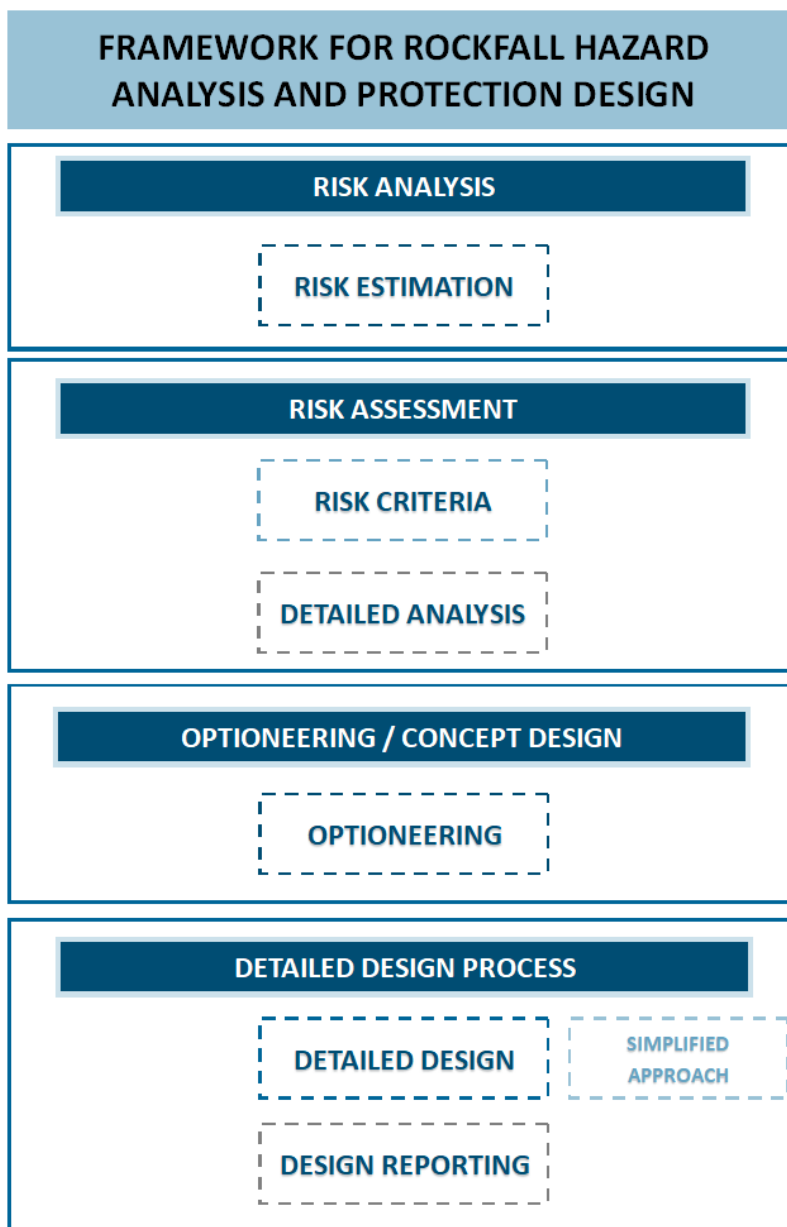 FRAMEWORK FOR ROCKFALL HAZARD
ANALYSIS AND PROTECTION DESIGN
RISK ANALYSIS
RISK ESTIMATION
RISK ASSESSMENT
RISK CRITERIA
DETAILED ANALYSIS
OPTIONEERING / CONCEPT DESIGN
OPTIONEERING
DETAILED DESIGN PROCESS
DETAILED DESIGN
SIMPLIFIED
APPROACH
DESIGN REPORTING